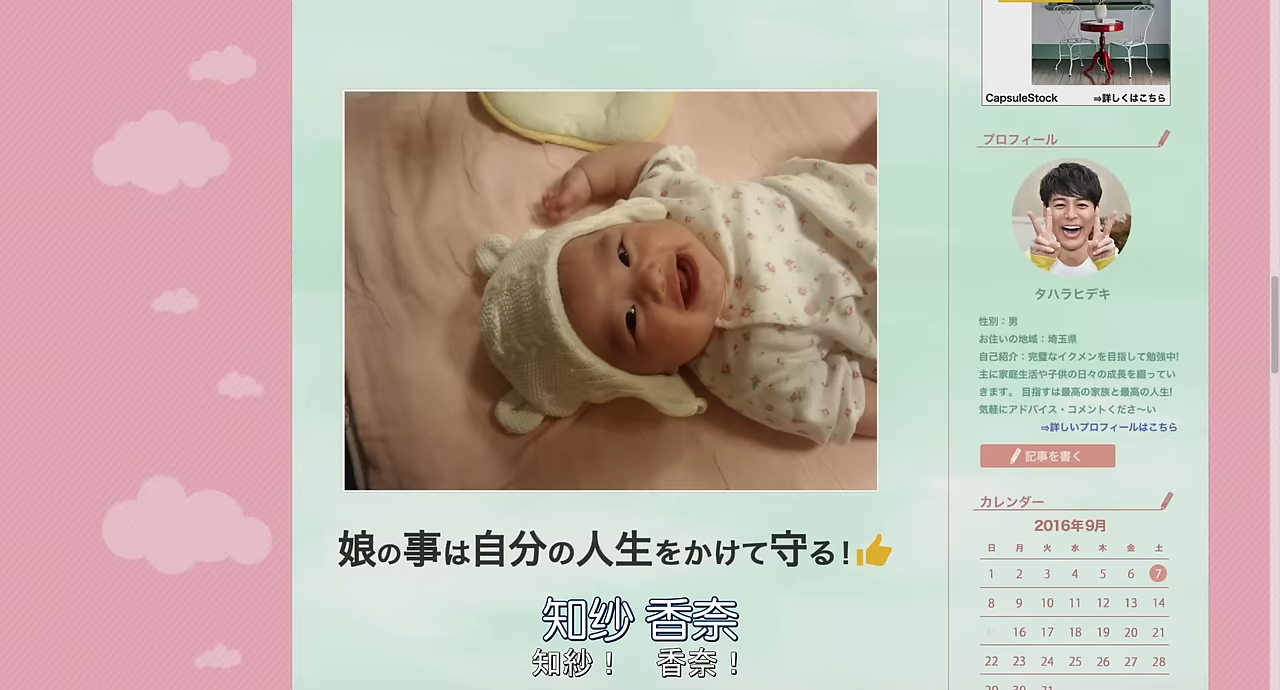 娘の事は自分の人生をかけて守る!
知纱 香奈
知紗！ 香奈！
CapsuleStock ⇒詳しくはこちら
プロフィール
タハラヒデキ
性別：男
お住いの地域：埼玉県
自己紹介：完璧なイクメンを目指して勉強中!
主に家庭生活や子供の日々の成長を綴ってい
きます。 目指すは最高の家族と最高の人生!
気軽にアドバイス・コメントくださ〜い
⇒詳しいプロフィールはこちら
記事を書く
カレンダー
2016年9月
日 月 火 水 木 金 土
1 2 3 4 5 6 7
8 9 10 11 12 13 14
16 17 18 19 20 21
22 23 24 25 26 27 28
29 30 31